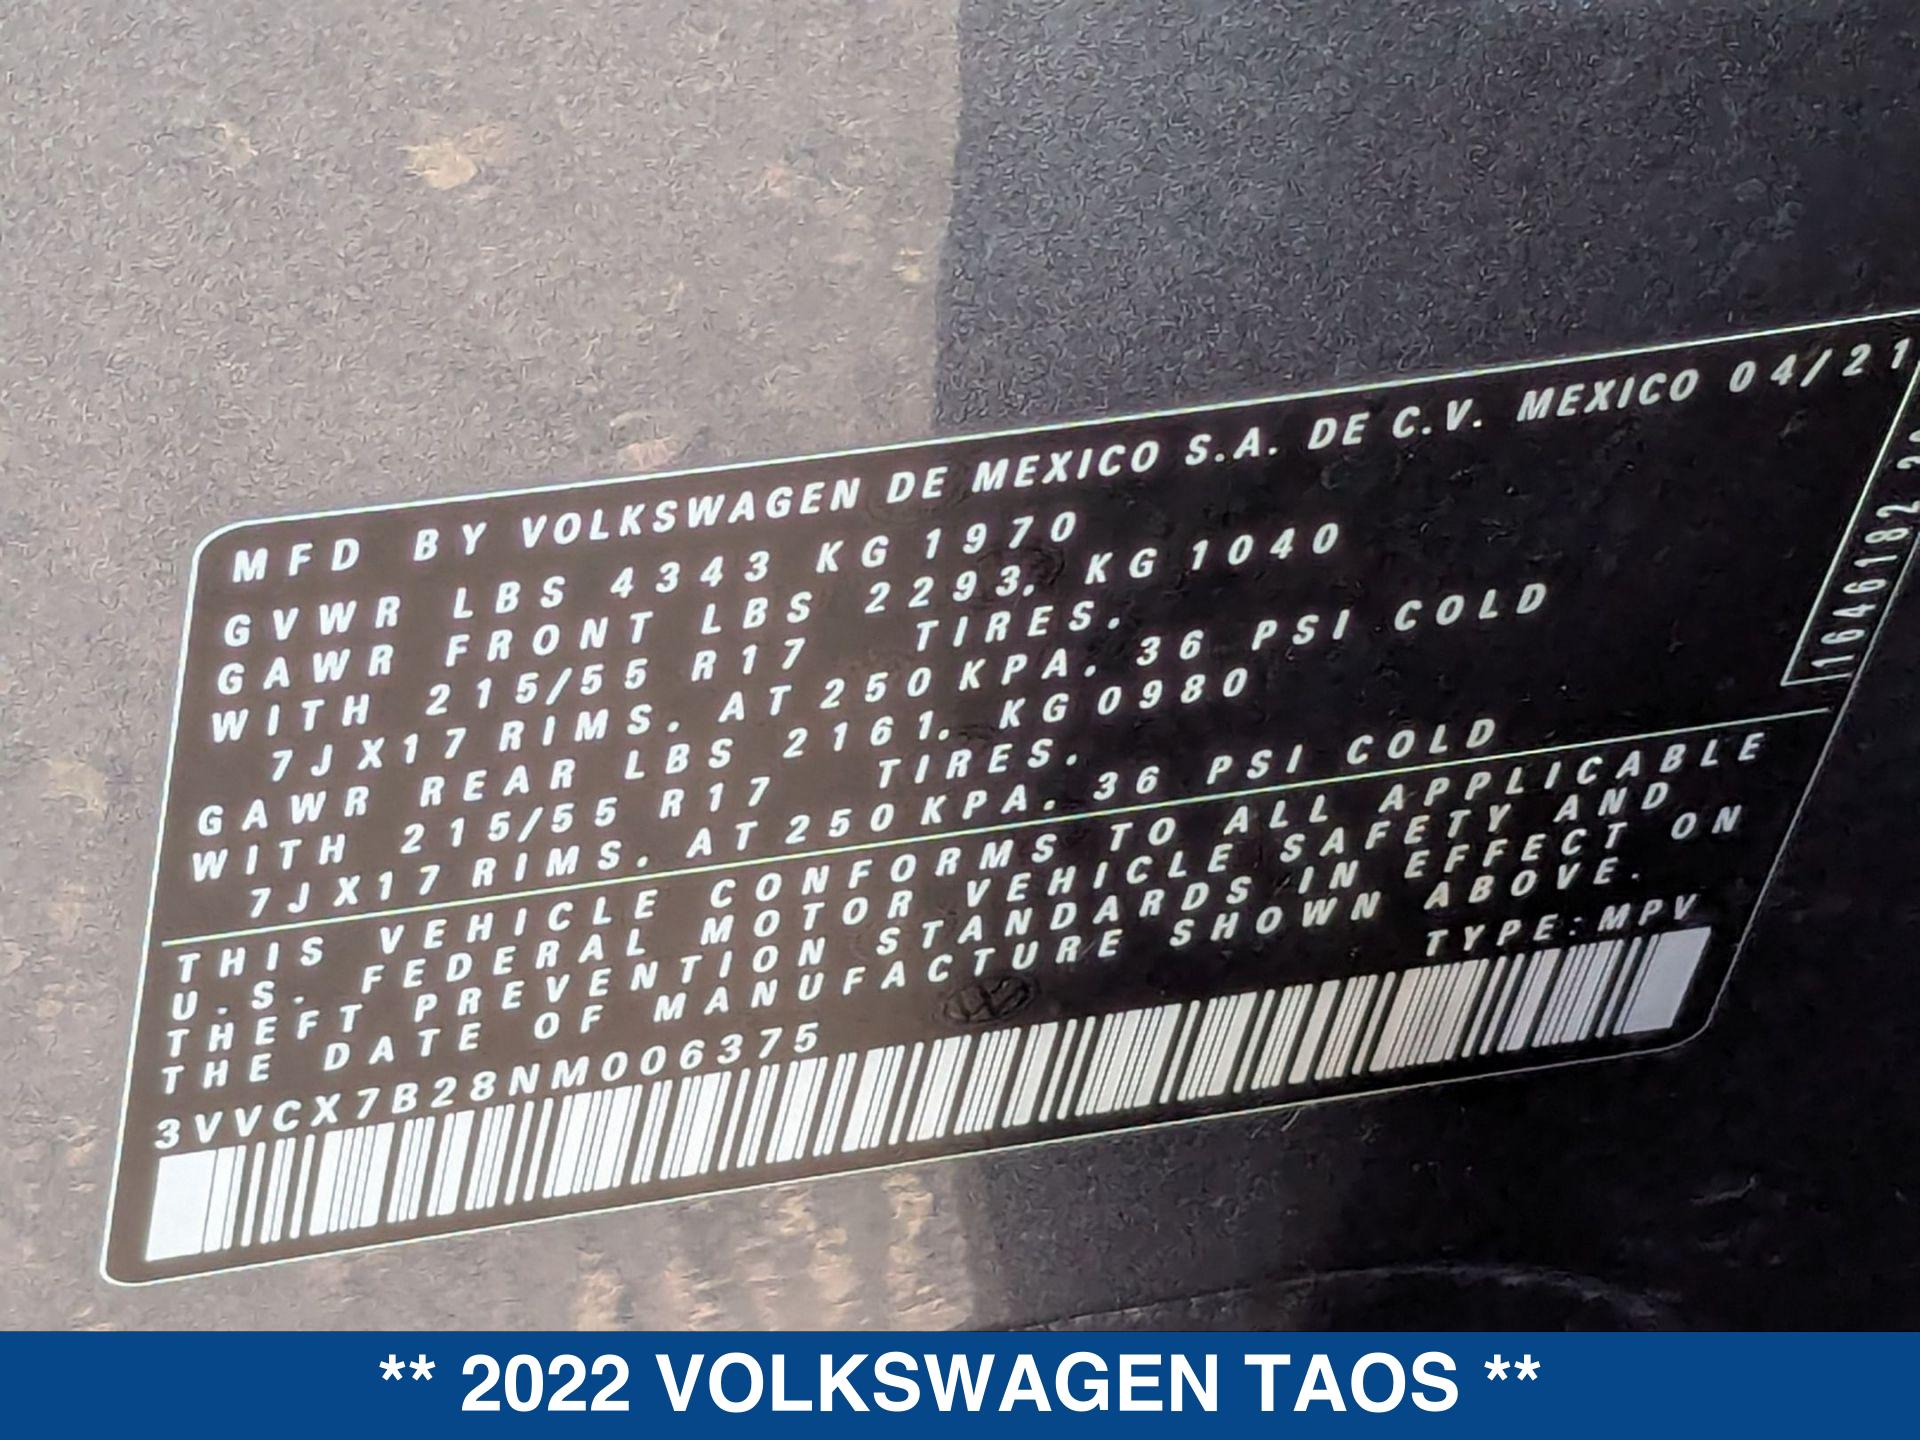 MFD BY VOLKSWAGEN DE MEXICO S.A. DE C.V. MEXICO 04/21
GVWR LBS 4343 KG 1970
GAWR FRONT LBS 2293. KG 1040
WITH 215/55 R17 TIRES.
7JX17 RIMS. AT 250 KPA. 36 PSI COLD
GAWR REAR LBS 2161. KG 0980
WITH 215/55 R17 TIRES.
7JX17 RIMS. AT 250 KPA. 36 PSI COLD
THIS VEHICLE CONFORMS TO ALL APPLICABLE
U.S. FEDERAL MOTOR VEHICLE SAFETY AND
THEFT PREVENTION STANDARDS IN EFFECT ON
THE DATE OF MANUFACTURE SHOWN ABOVE.
TYPE: MPV
3VVCX7B28NM006375
1646182
** 2022 VOLKSWAGEN TAOS **